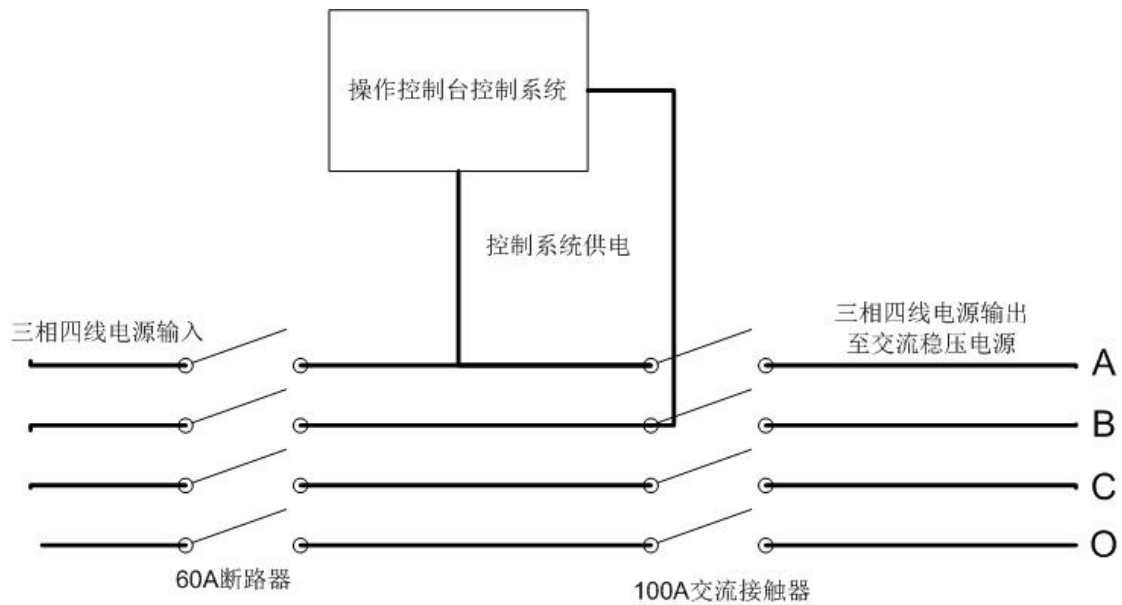 操作控制台控制系统
控制系统供电
三相四线电源输入
三相四线电源输出
至交流稳压电源
A
B
C
O
60A断路器
100A交流接触器